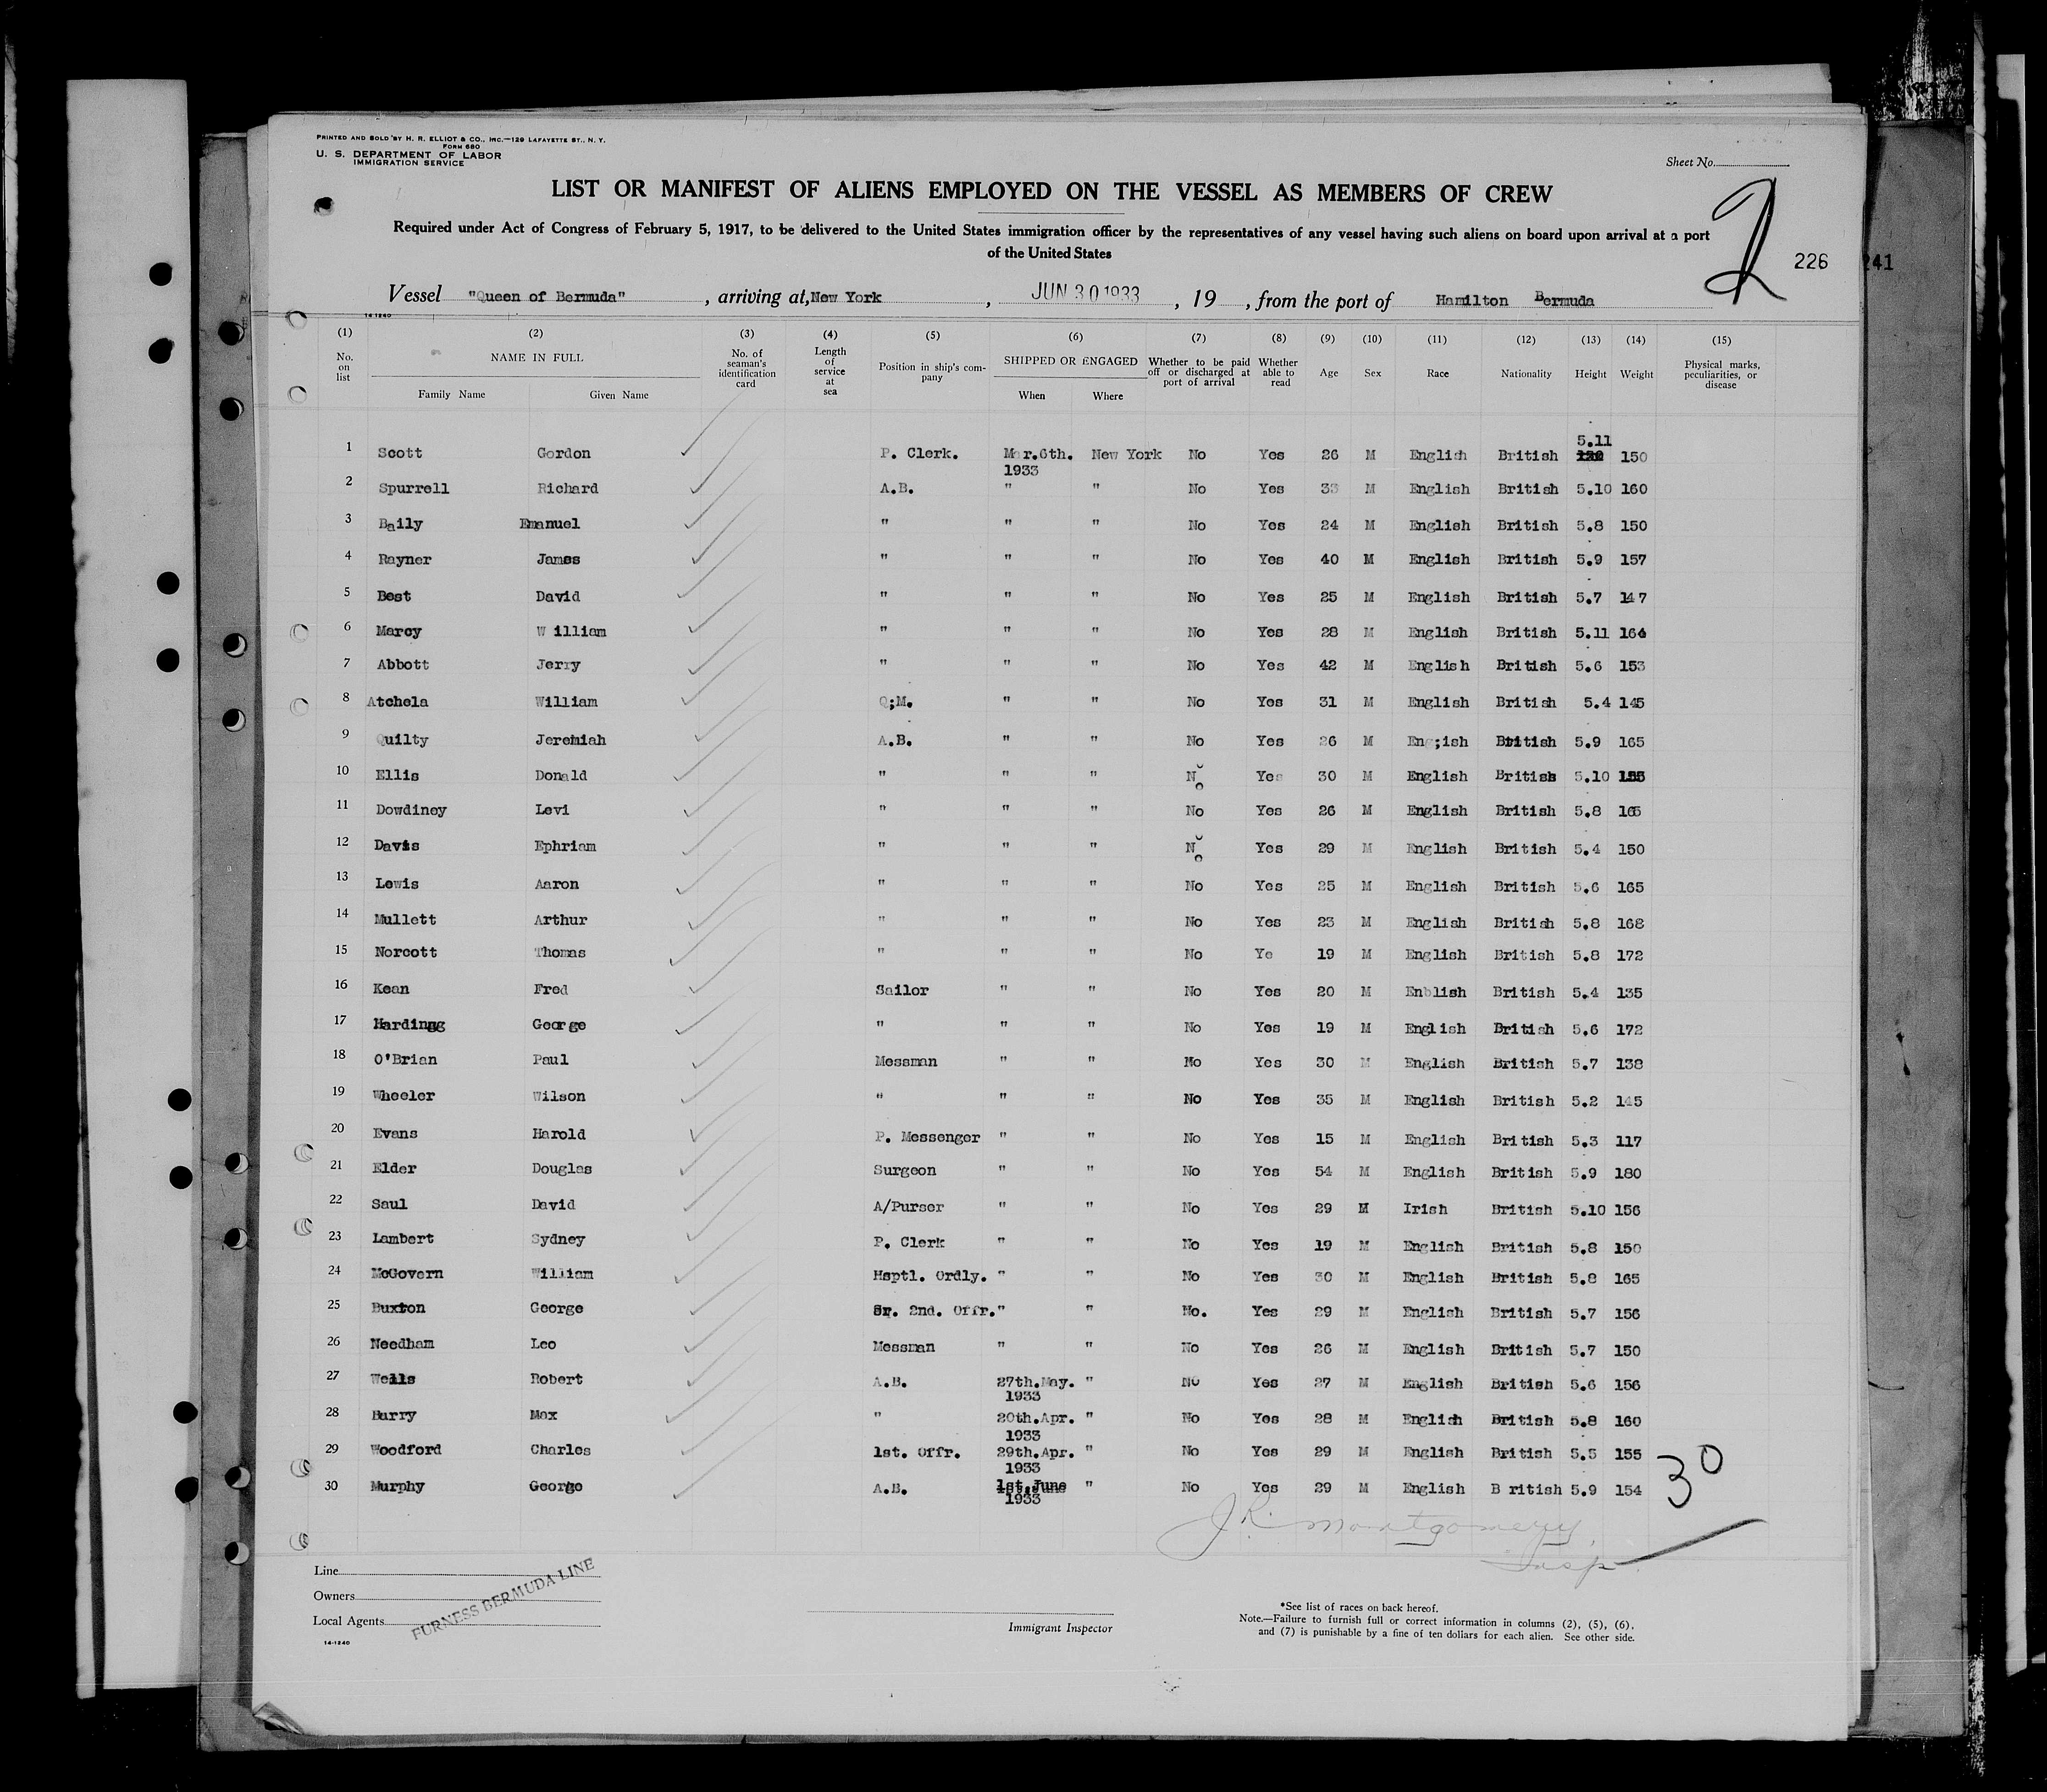 PRINTED AND SOLD BY H. R. ELLIOT & CO., INC.—129 LAFAYETTE ST., N. Y.
FORM 680
U. S. DEPARTMENT OF LABOR
IMMIGRATION SERVICE
Sheet No.
LIST OR MANIFEST OF ALIENS EMPLOYED ON THE VESSEL AS MEMBERS OF CREW
Required under Act of Congress of February 5, 1917, to be delivered to the United States immigration officer by the representatives of any vessel having such aliens on board upon arrival at a port
of the United States
2
226
241
Vessel "Queen of Bermuda", arriving at, New York, JUN 30 1933, 19 , from the port of Hamilton Bermuda
14-1240
(1) (2) (3) (4) (5) (6) (7) (8) (9) (10) (11) (12) (13) (14) (15)
No. on list NAME IN FULL Family Name Given Name No. of seaman's identification card Length of service at sea Position in ship's company SHIPPED OR ENGAGED When Where Whether to be paid off or discharged at port of arrival Whether able to read Age Sex Race Nationality Height Weight Physical marks, peculiarities, or disease
5.11
1 Scott Gordon P. Clerk. Mar.6th. New York No Yes 26 M English British 150
1933
2 Spurrell Richard A.B. " " No Yes 33 M English British 5.10 160
3 Baily Emanuel " " " No Yes 24 M English British 5.8 150
4 Rayner James " " " No Yes 40 M English British 5.9 157
5 Best David " " " No Yes 25 M English British 5.7 147
6 Marcy W illiam " " " No Yes 28 M English British 5.11 164
7 Abbott Jerry " " " No Yes 42 M English British 5.6 153
8 Atchela William Q;M. " " No Yes 31 M English British 5.4 145
9 Quilty Jeremiah A.B. " " No Yes 26 M Eng;ish British 5.9 165
10 Ellis Donald " " " No Yes 30 M English British 5.10
11 Dowdiney Levi " " " No Yes 26 M English British 5.8 165
12 Davis Ephriam " " " No Yes 29 M English British 5.4 150
13 Lewis Aaron " " " No Yes 25 M English British 5.6 165
14 Mullett Arthur " " " No Yes 23 M English British 5.8 168
15 Norcott Thomas " " " No Ye 19 M English British 5.8 172
16 Kean Fred Sailor " " No Yes 20 M Enblish British 5.4 135
17 Harding George " " " No Yes 19 M English British 5.6 172
18 O'Brian Paul Messman " " No Yes 30 M English British 5.7 138
19 Wheeler Wilson " " " No Yes 35 M English British 5.2 145
20 Evans Harold P. Messenger " " No Yes 15 M English British 5.3 117
21 Elder Douglas Surgeon " " No Yes 54 M English British 5.9 180
22 Saul David A/Purser " " No Yes 29 M Irish British 5.10 156
23 Lambert Sydney P. Clerk " " No Yes 19 M English British 5.8 150
24 McGovern William Hsptl. Ordly. " " No Yes 30 M English British 5.8 165
25 Buxton George Sr. 2nd. Offr. " " No. Yes 29 M English British 5.7 156
26 Needham Leo Messman " " No Yes 26 M English British 5.7 150
27 Wells Robert A.B. 27th.May. " No Yes 27 M English British 5.6 156
1933
28 Barry Max " 20th.Apr. " No Yes 28 M English British 5.8 160
1933
29 Woodford Charles 1st. Offr. 29th.Apr. " No Yes 29 M English British 5.5 155
1933
30 Murphy George A.B. 1st.June " No Yes 29 M English B ritish 5.9 154
1933
30
J.R. Montgomery
Insp.
Line
Owners
Local Agents
FURNESS BERMUDA LINE
14-1240
Immigrant Inspector
*See list of races on back hereof.
Note.—Failure to furnish full or correct information in columns (2), (5), (6),
and (7) is punishable by a fine of ten dollars for each alien. See other side.